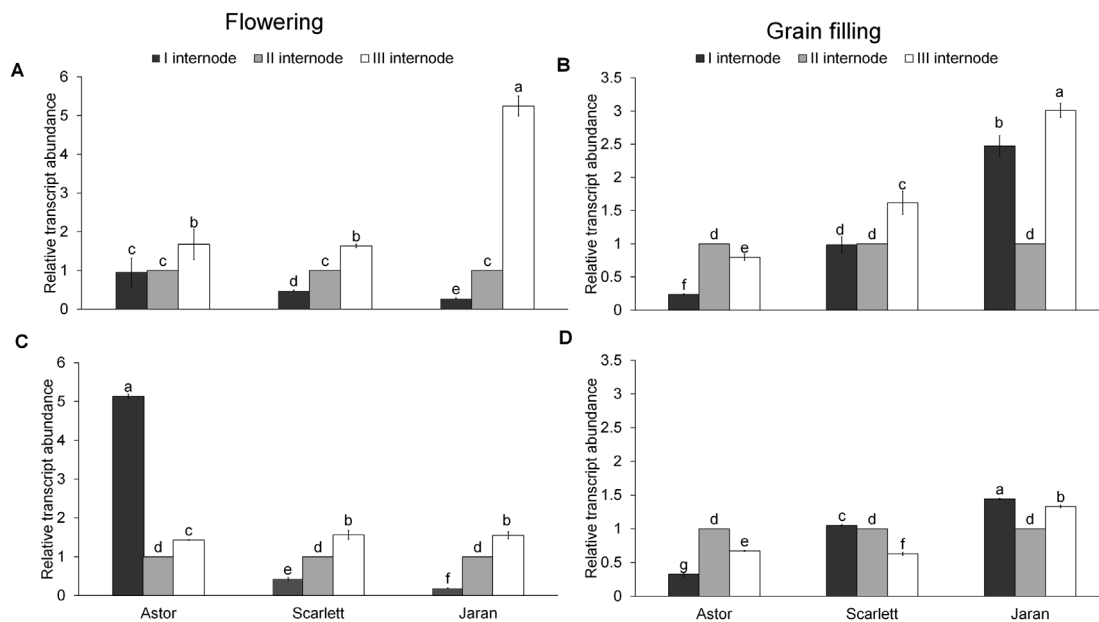 Flowering
Grain filling
I internode II internode III internode
I internode II internode III internode
A
Relative transcript abundance
6
5
4
3
2
1
0
c c b
d c b
e c a
B
Relative transcript abundance
3.5
3
2.5
2
1.5
1
0.5
0
f d e
d d c
b d a
C
Relative transcript abundance
6
5
4
3
2
1
0
a d c
e d b
f d b
Astor Scarlett Jaran
D
Relative transcript abundance
3.5
3
2.5
2
1.5
1
0.5
0
g d e
c d f
a d b
Astor Scarlett Jaran